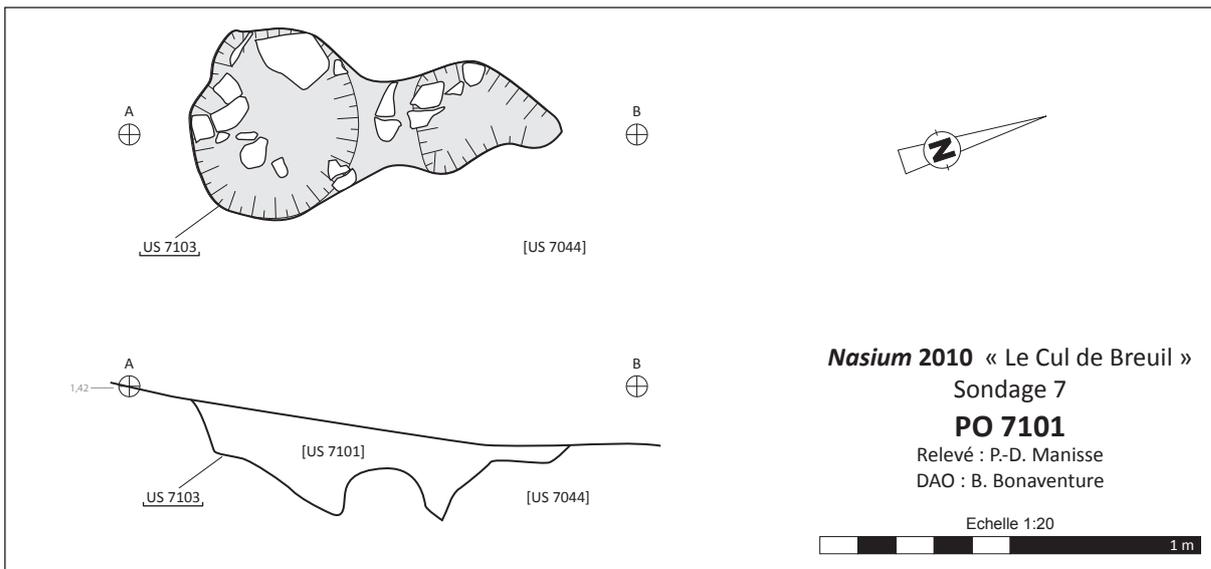 A
B
N
US 7103
[US 7044]
A
B
1,42
[US 7101]
US 7103
[US 7044]
Nasium 2010 « Le Cul de Breuil »
Sondage 7
PO 7101
Relevé : P.-D. Manisse
DAO : B. Bonaventure
Echelle 1:20
1 m